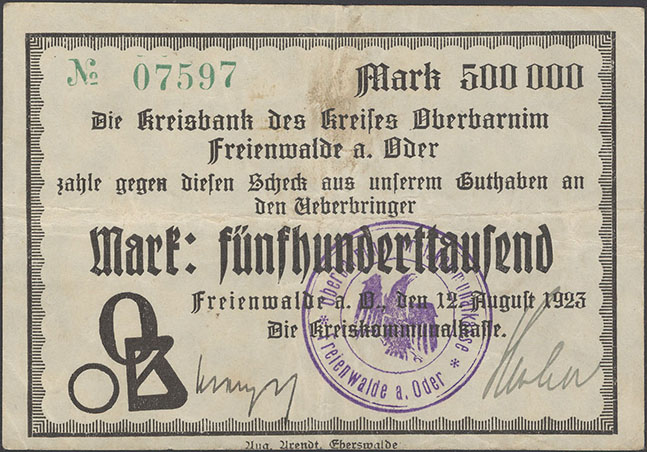 № 07597 Mark 500 000
Die Kreisbank des Kreises Oberbarnim
Freienwalde a. Oder
zahle gegen diesen Scheck aus unserem Guthaben an
den Ueberbringer
Mark: fünfhunderttausend
Freienwalde a. O., den 12. August 1923
Die Kreiskommunalkasse.
Freienwalde a. Oder
Aug. Arendt, Eberswalde